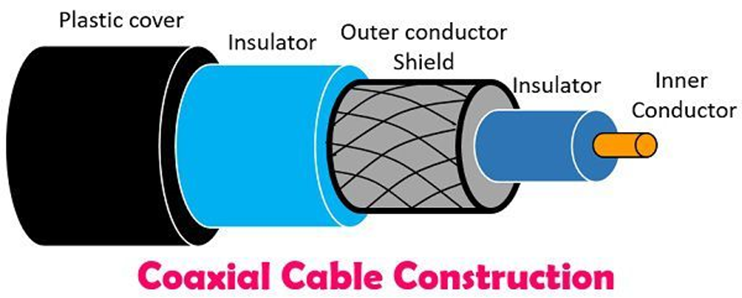 Plastic cover
Insulator
Outer conductor
Shield
Insulator
Inner
Conductor
Coaxial Cable Construction